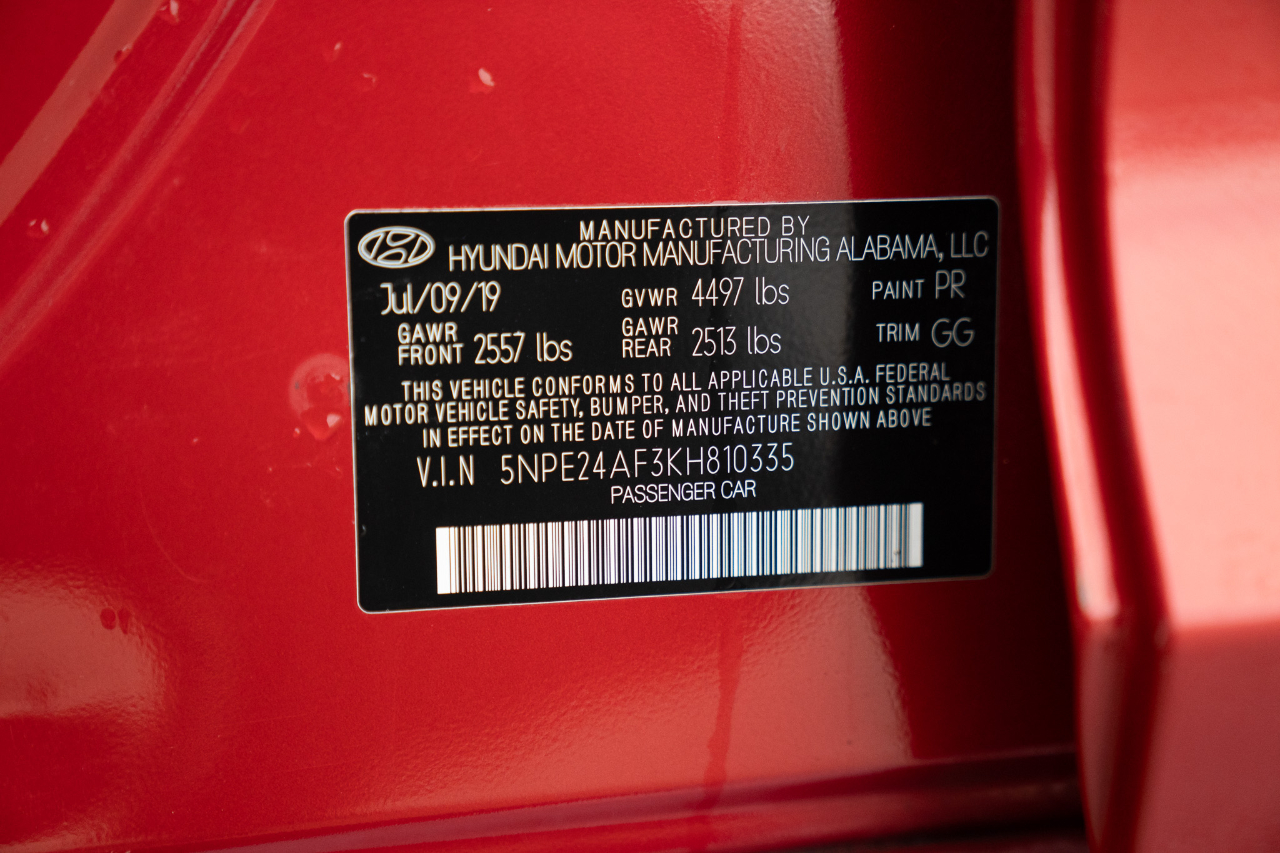 MANUFACTURED BY
HYUNDAI MOTOR MANUFACTURING ALABAMA, LLC
Jul/09/19 GVWR 4497 lbs PAINT PR
GAWR FRONT 2557 lbs GAWR REAR 2513 lbs TRIM GG
THIS VEHICLE CONFORMS TO ALL APPLICABLE U.S.A. FEDERAL
MOTOR VEHICLE SAFETY, BUMPER, AND THEFT PREVENTION STANDARDS
IN EFFECT ON THE DATE OF MANUFACTURE SHOWN ABOVE
V.I.N 5NPE24AF3KH810335
PASSENGER CAR